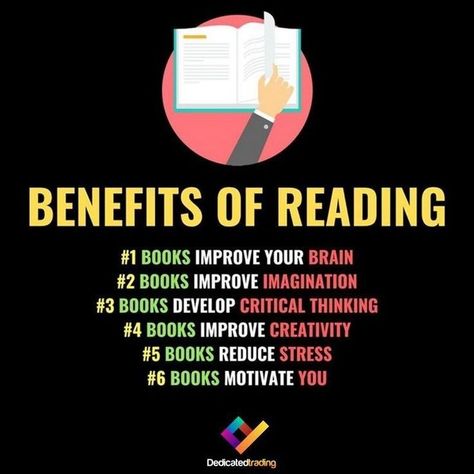 BENEFITS OF READING
#1 BOOKS IMPROVE YOUR BRAIN
#2 BOOKS IMPROVE IMAGINATION
#3 BOOKS DEVELOP CRITICAL THINKING
#4 BOOKS IMPROVE CREATIVITY
#5 BOOKS REDUCE STRESS
#6 BOOKS MOTIVATE YOU
Dedicatedtrading